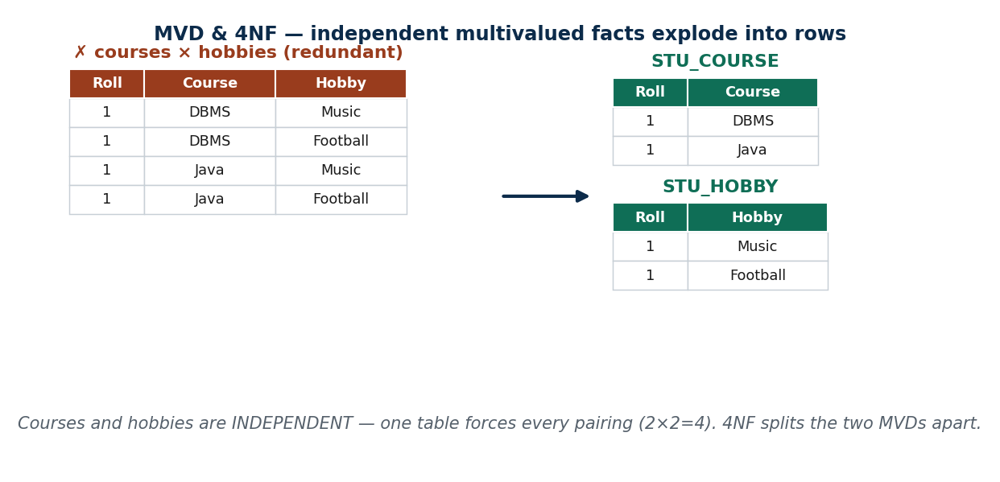 MVD & 4NF — independent multivalued facts explode into rows
✗ courses × hobbies (redundant)
Roll Course Hobby
1 DBMS Music
1 DBMS Football
1 Java Music
1 Java Football
STU_COURSE
Roll Course
1 DBMS
1 Java
STU_HOBBY
Roll Hobby
1 Music
1 Football
Courses and hobbies are INDEPENDENT — one table forces every pairing (2×2=4). 4NF splits the two MVDs apart.